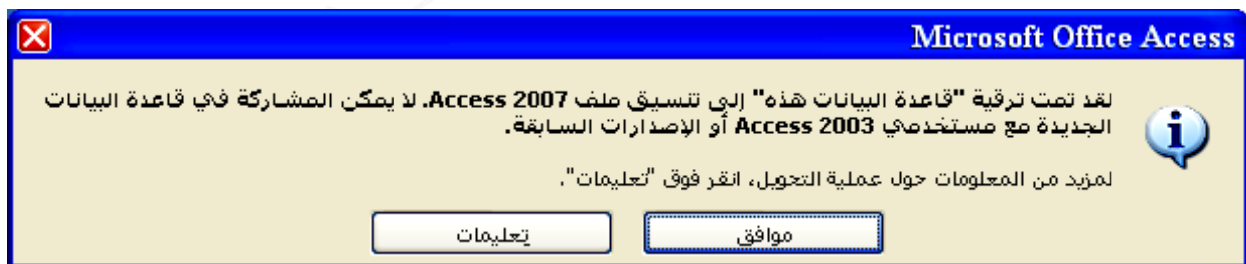 Microsoft Office Access
لقد تمت ترقية "قاعدة البيانات هذه" إلى تنسيق ملف Access 2007. لا يمكن المشاركة في قاعدة البيانات
الجديدة مع مستخدمي Access 2003 أو الإصدارات السابقة.
لمزيد من المعلومات حول عملية التحويل، انقر فوق "تعليمات".
موافق
تعليمات